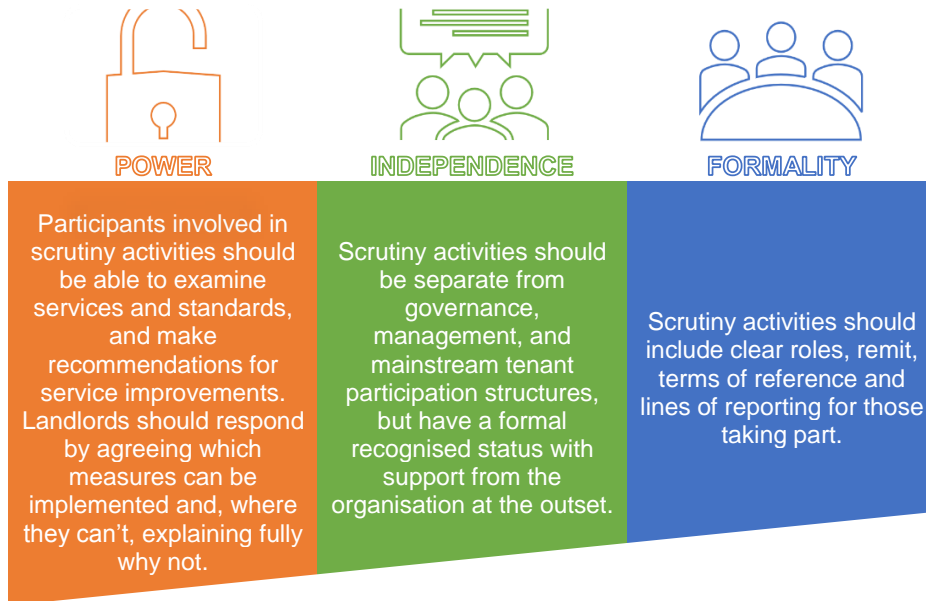 POWER
Participants involved in
scrutiny activities should
be able to examine
services and standards,
and make
recommendations for
service improvements.
Landlords should respond
by agreeing which
measures can be
implemented and, where
they can't, explaining fully
why not.
INDEPENDENCE
Scrutiny activities should
be separate from
governance,
management, and
mainstream tenant
participation structures,
but have a formal
recognised status with
support from the
organisation at the outset.
FORMALITY
Scrutiny activities should
include clear roles, remit,
terms of reference and
lines of reporting for those
taking part.